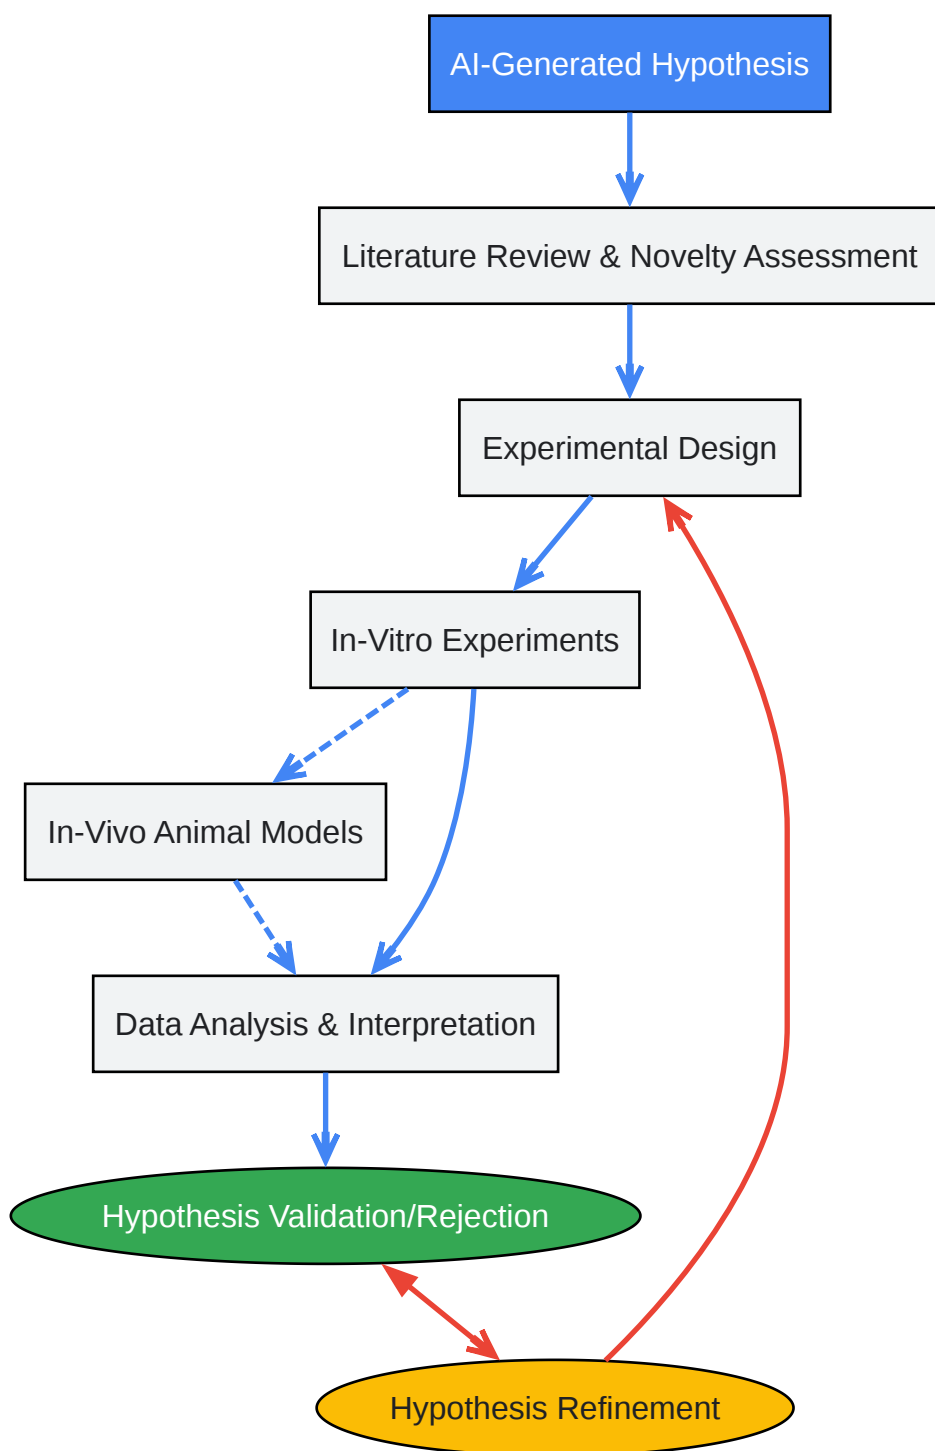 AI-Generated Hypothesis
Literature Review & Novelty Assessment
Experimental Design
In-Vitro Experiments
In-Vivo Animal Models
Data Analysis & Interpretation
Hypothesis Validation/Rejection
Hypothesis Refinement